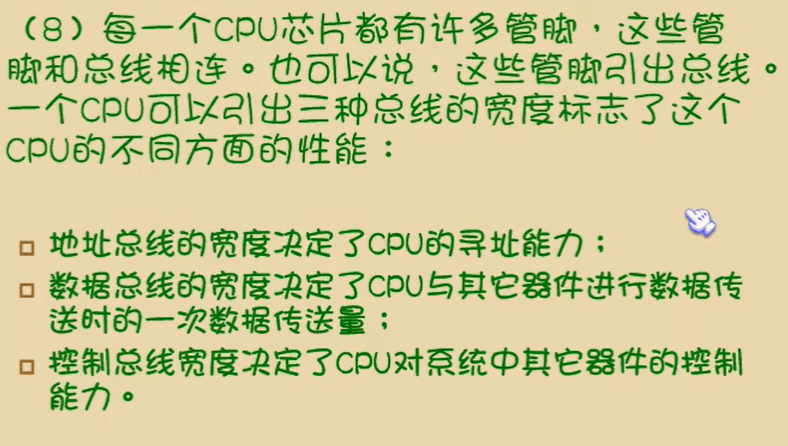 （8）每一个CPU芯片都有许多管脚，这些管
脚和总线相连。也可以说，这些管脚引出总线。
一个CPU可以引出三种总线的宽度标志了这个
CPU的不同方面的性能：
地址总线的宽度决定了CPU的寻址能力；
数据总线的宽度决定了CPU与其它器件进行数据传
送时的一次数据传送量；
控制总线宽度决定了CPU对系统中其它器件的控制
能力。